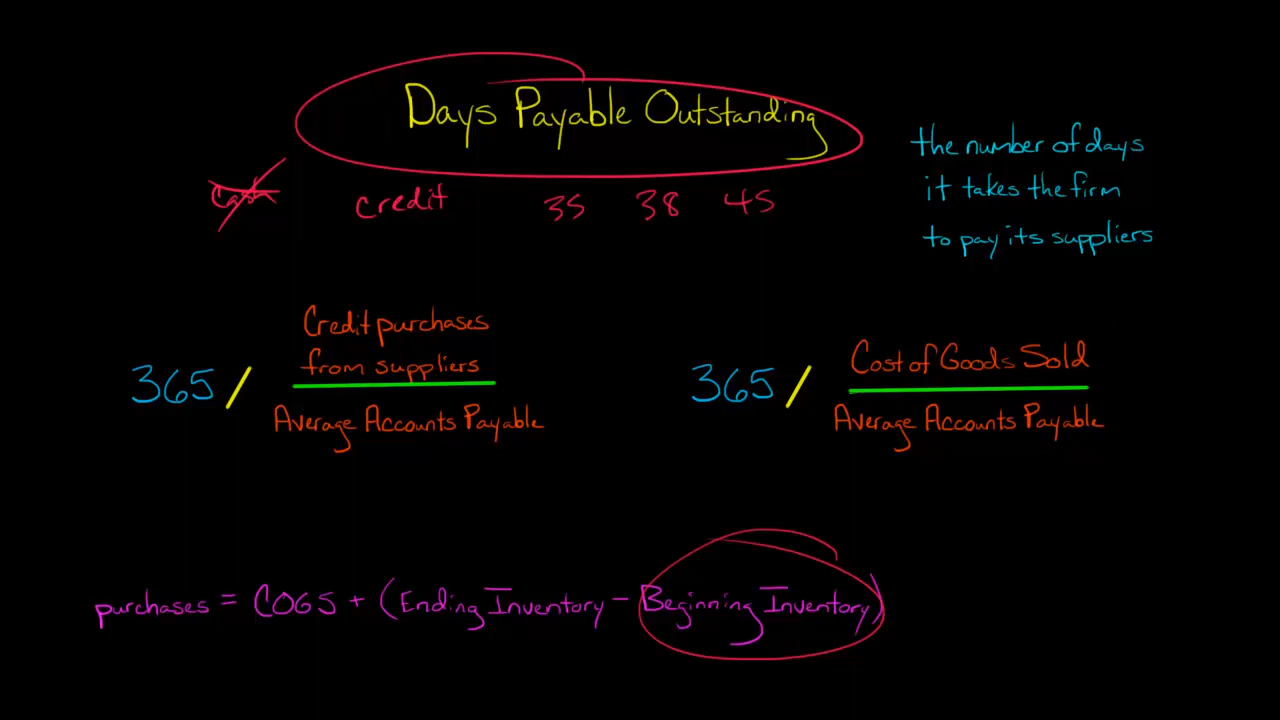 Days Payable Outstanding
the number of days
it takes the firm
to pay its suppliers
Cash credit 35 38 45
365 / Credit purchases
from suppliers
Average Accounts Payable
365 / Cost of Goods Sold
Average Accounts Payable
purchases = COGS + (Ending Inventory - Beginning Inventory)